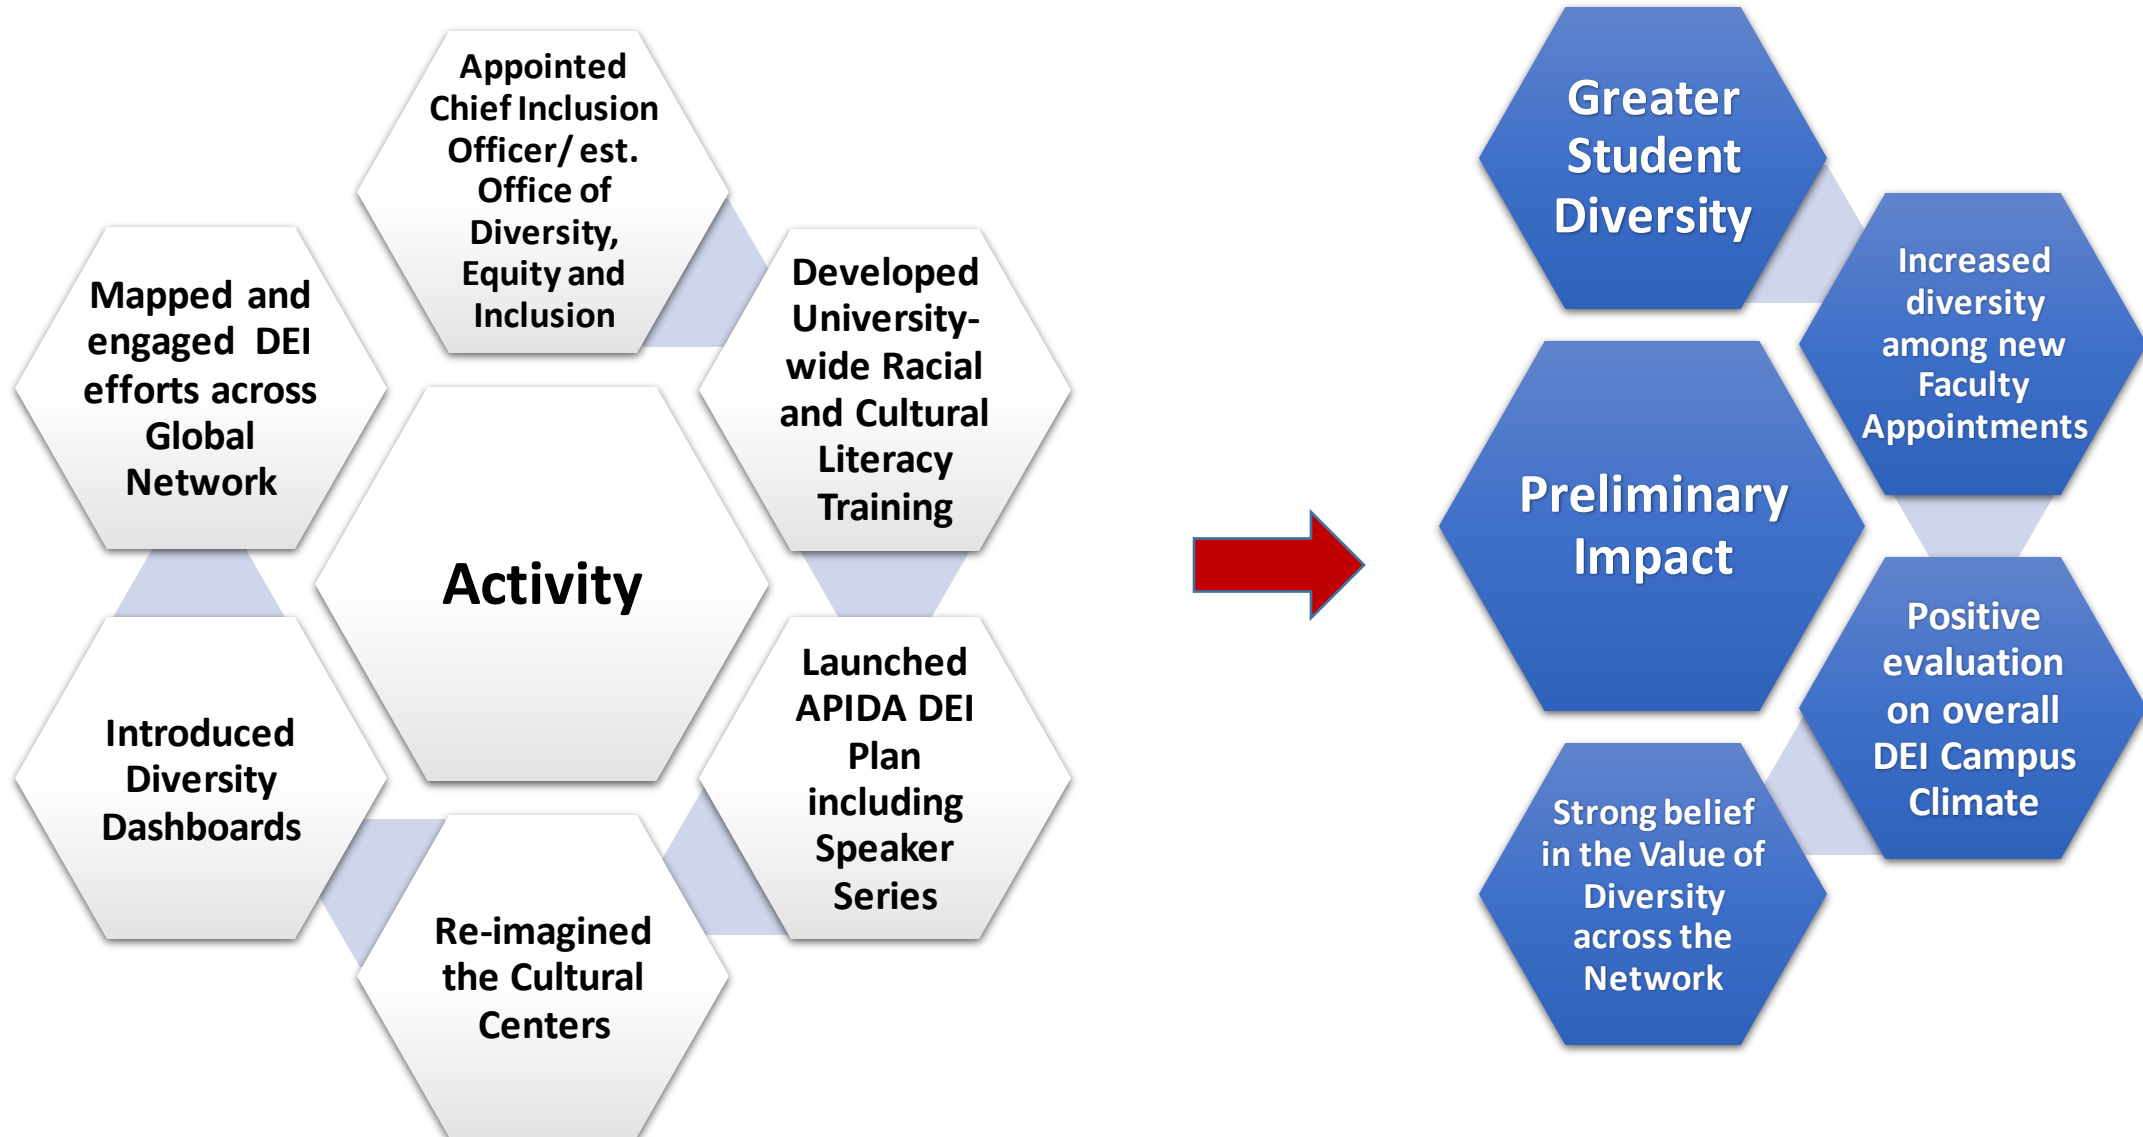 Appointed
Chief Inclusion
Officer/ est.
Office of
Diversity,
Equity and
Inclusion
Developed
University-
wide Racial
and Cultural
Literacy
Training
Launched
APIDA DEI
Plan
including
Speaker
Series
Re-imagined
the Cultural
Centers
Introduced
Diversity
Dashboards
Mapped and
engaged DEI
efforts across
Global
Network
Activity
Greater
Student
Diversity
Increased
diversity
among new
Faculty
Appointments
Positive
evaluation
on overall
DEI Campus
Climate
Strong belief
in the Value of
Diversity
across the
Network
Preliminary
Impact